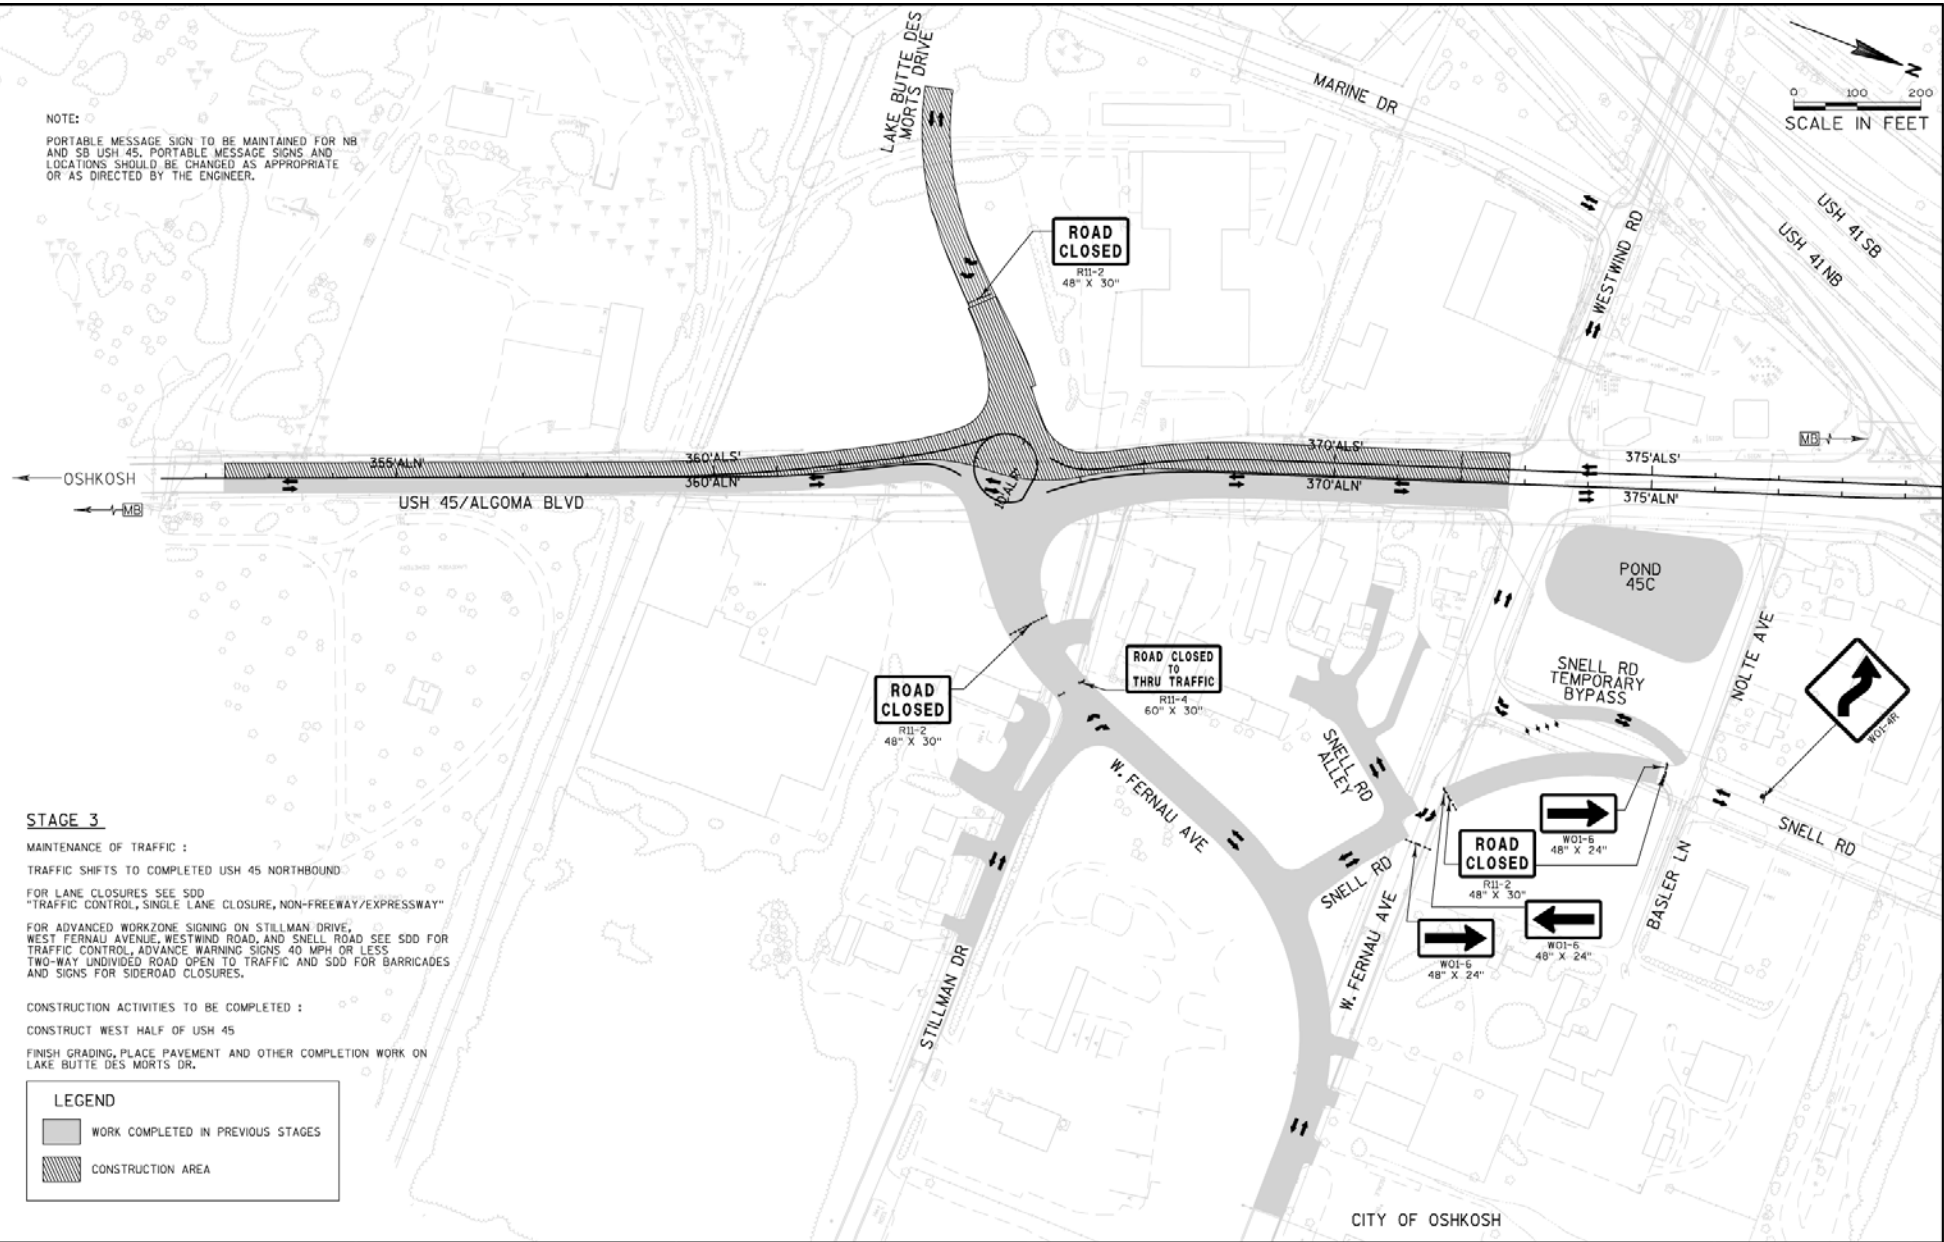 LAKE BUTTE DES
MORTS DRIVE
MARINE DR
N
0 100 200
SCALE IN FEET
NOTE:
PORTABLE MESSAGE SIGN TO BE MAINTAINED FOR NB
AND SB USH 45. PORTABLE MESSAGE SIGNS AND
LOCATIONS SHOULD BE CHANGED AS APPROPRIATE
OR AS DIRECTED BY THE ENGINEER.
USH 41 SB
USH 41 NB
WESTWIND RD
ROAD
CLOSED
R11-2
48" X 30"
MB
355'ALN'
360'ALS'
370'ALS'
375'ALS'
OSHKOSH
360'ALN'
370'ALN'
375'ALN'
MB
USH 45/ALGOMA BLVD
POND
45C
NOLTE AVE
SNELL RD
TEMPORARY
BYPASS
ROAD CLOSED
TO
THRU TRAFFIC
R11-4
60" X 30"
ROAD
CLOSED
R11-2
48" X 30"
WO1-4R
SNELL RD
ALLEY
W. FERNAU AVE
SNELL RD
WO1-6
48" X 24"
ROAD
CLOSED
R11-2
48" X 30"
SNELL RD
W. FERNAU AVE
BASLER LN
WO1-6
48" X 24"
WO1-6
48" X 24"
STILLMAN DR
STAGE 3
MAINTENANCE OF TRAFFIC :
TRAFFIC SHIFTS TO COMPLETED USH 45 NORTHBOUND
FOR LANE CLOSURES SEE SDD
"TRAFFIC CONTROL, SINGLE LANE CLOSURE, NON-FREEWAY/EXPRESSWAY"
FOR ADVANCED WORKZONE SIGNING ON STILLMAN DRIVE,
WEST FERNAU AVENUE, WESTWIND ROAD, AND SNELL ROAD SEE SDD FOR
TRAFFIC CONTROL, ADVANCE WARNING SIGNS 40 MPH OR LESS
TWO-WAY UNDIVIDED ROAD OPEN TO TRAFFIC AND SDD FOR BARRICADES
AND SIGNS FOR SIDEROAD CLOSURES.
CONSTRUCTION ACTIVITIES TO BE COMPLETED :
CONSTRUCT WEST HALF OF USH 45
FINISH GRADING, PLACE PAVEMENT AND OTHER COMPLETION WORK ON
LAKE BUTTE DES MORTS DR.
LEGEND
WORK COMPLETED IN PREVIOUS STAGES
CONSTRUCTION AREA
CITY OF OSHKOSH